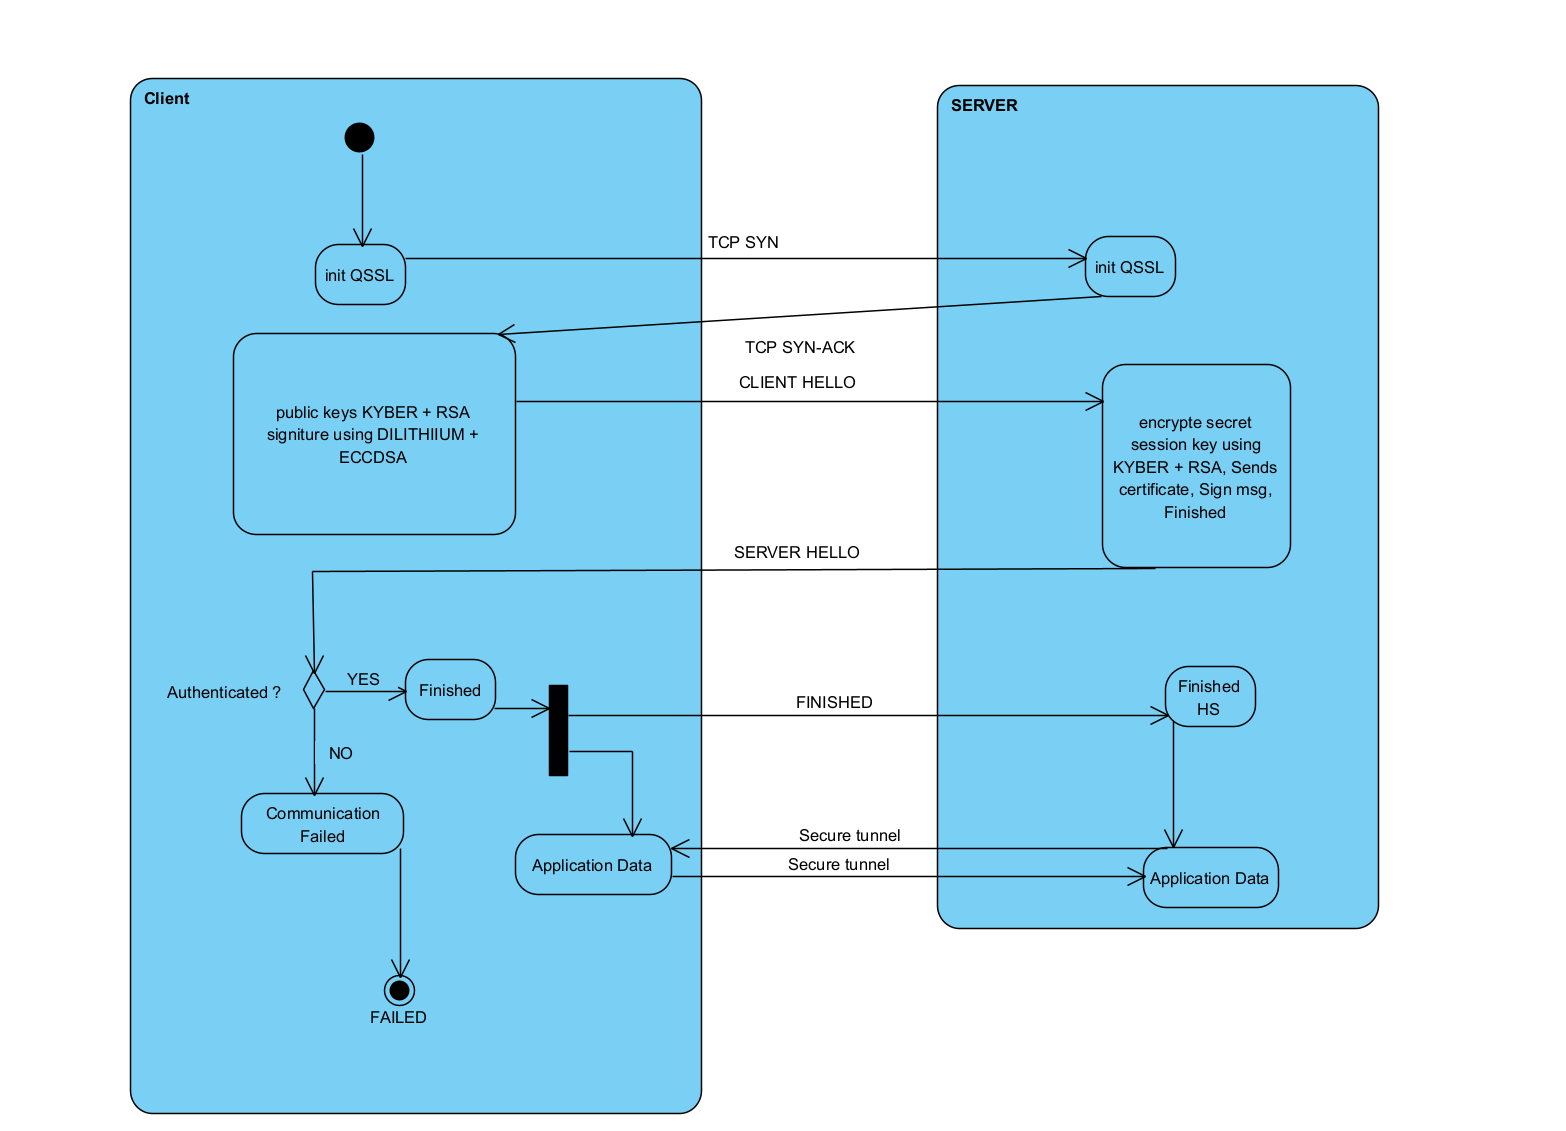 Client
SERVER
TCP SYN
init QSSL
init QSSL
TCP SYN-ACK
CLIENT HELLO
public keys KYBER + RSA
signiture using DILITHIIUM +
ECCDSA
encrypte secret
session key using
KYBER + RSA, Sends
certificate, Sign msg,
Finished
SERVER HELLO
Authenticated ?
YES
Finished
FINISHED
Finished
HS
NO
Communication
Failed
Secure tunnel
Secure tunnel
Application Data
Application Data
FAILED